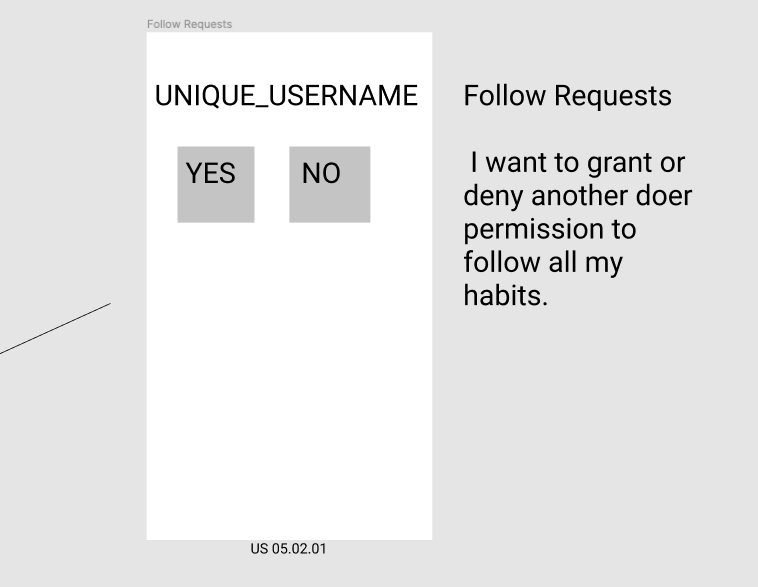 Follow Requests
UNIQUE_USERNAME
YES NO
Follow Requests
I want to grant or
deny another doer
permission to
follow all my
habits.
US 05.02.01